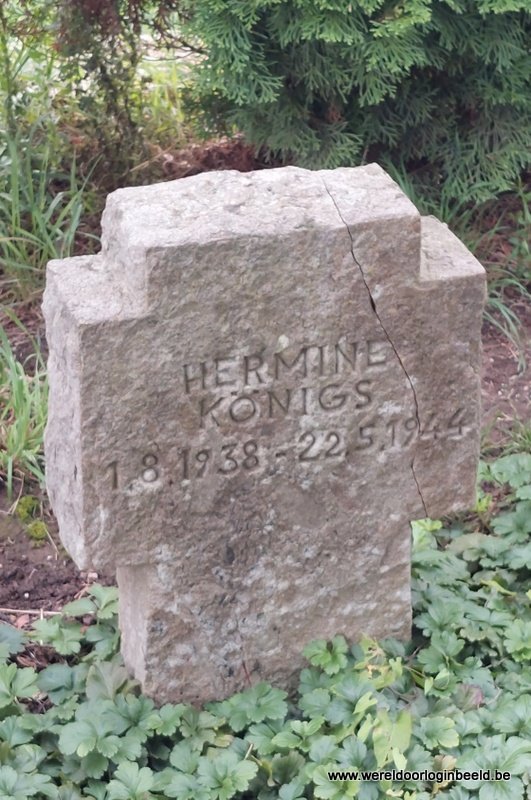 HERMINE
KÖNIGS
1.8.1938 - 22.5.1944
www.wereldoorloginbeeld.be